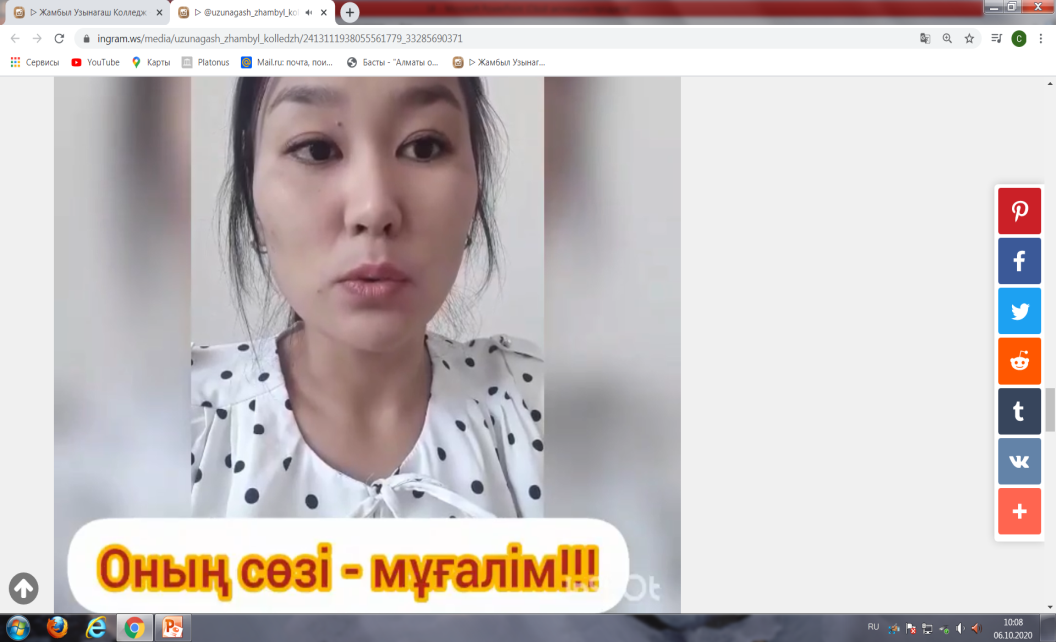 ▷ Жамбыл Узынагаш Колледж
▷ @uzunagash_zhambyl_kol
ingram.ws/media/uzunagash_zhambyl_kolledzh/2413111938055561779_33285690371
C
Сервисы
YouTube
Карты
Platonus
Mail.ru: почта, пои...
Басты - "Алматы о...
▷ Жамбыл Узынаг...
Оның сөзі - мұғалім!!!
RU
10:08
06.10.2020